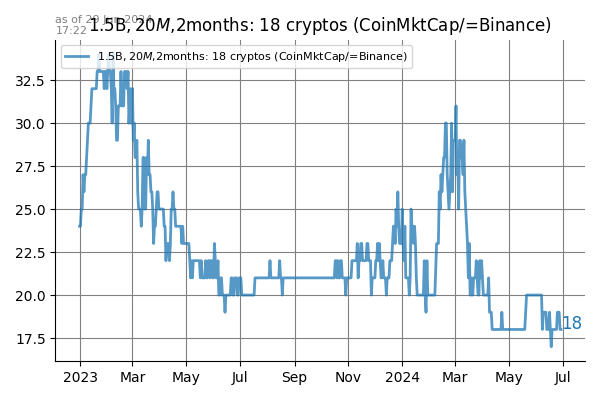 as of 29 Jun 2024
17:22
1.5B, 20M, 2months: 18 cryptos (CoinMktCap/=Binance)
1.5B, 20M, 2months: 18 cryptos (CoinMktCap/=Binance)
32.5
30.0
27.5
25.0
22.5
20.0
17.5
18
2023 Mar May Jul Sep Nov 2024 Mar May Jul